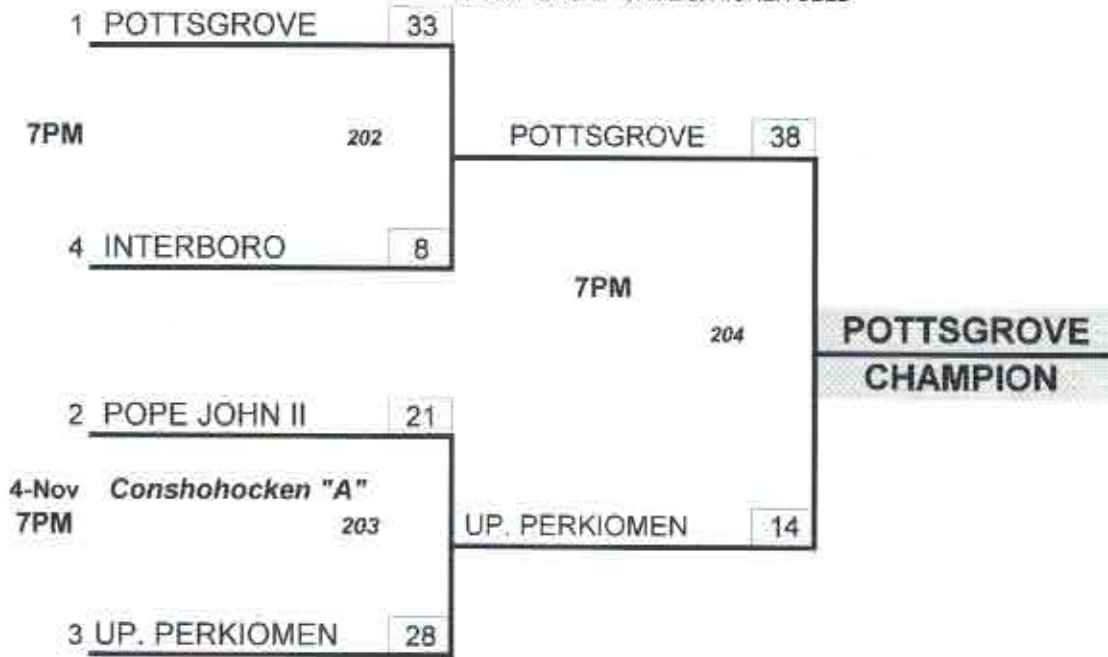 1 POTTSGROVE 33
7PM 202
POTTSGROVE 38
4 INTERBORO 8
7PM
204
POTTSGROVE
CHAMPION
2 POPE JOHN II 21
4-Nov Conshohocken "A"
7PM 203
UP. PERKIOMEN 14
3 UP. PERKIOMEN 28